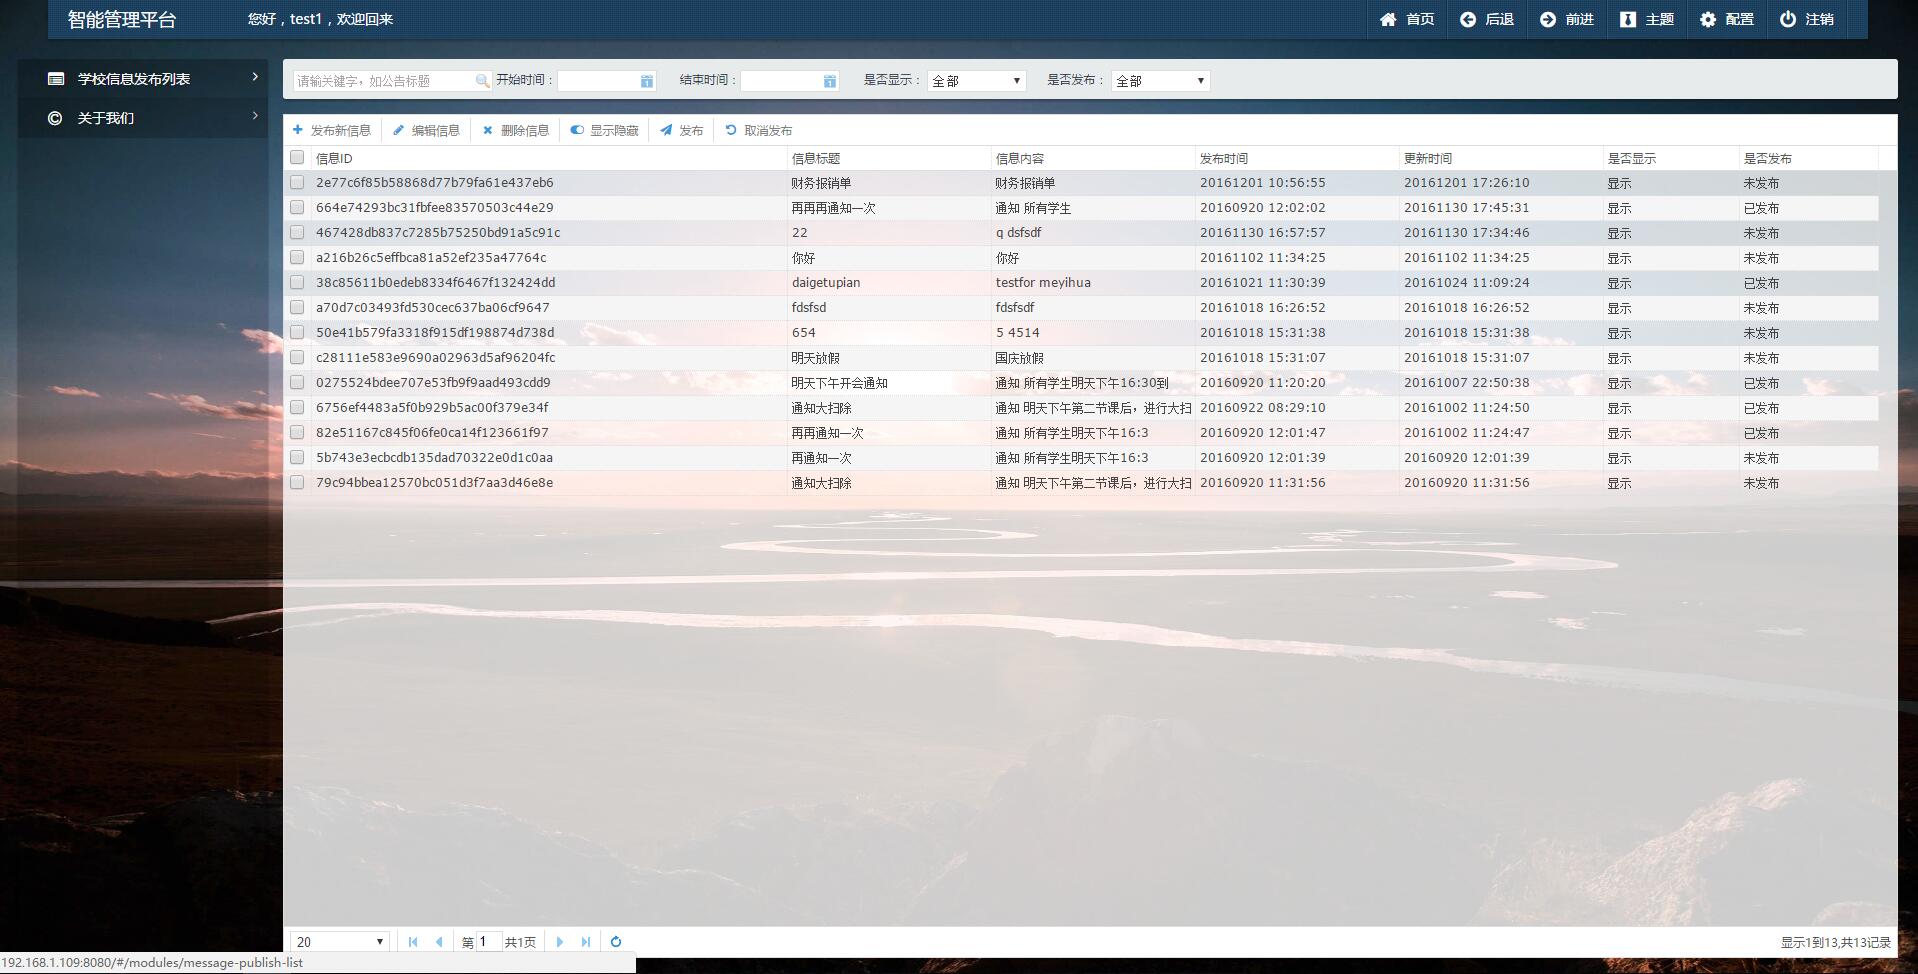 智能管理平台 您好，test1，欢迎回来 首页 后退 前进 主题 配置 注销
学校信息发布列表
关于我们
请输关键字，如公告标题 开始时间： 结束时间： 是否显示： 全部 是否发布： 全部
发布新信息 编辑信息 删除信息 显示隐藏 发布 取消发布
信息ID 信息标题 信息内容 发布时间 更新时间 是否显示 是否发布
2e77c6f85b58868d77b79fa61e437eb6 财务报销单 财务报销单 20161201 10:56:55 20161201 17:26:10 显示 未发布
664e74293bc31fbfee83570503c44e29 再再再通知一次 通知 所有学生 20160920 12:02:02 20161130 17:45:31 显示 已发布
467428db837c7285b75250bd91a5c91c 22 q dsfsdf 20161130 16:57:57 20161130 17:34:46 显示 未发布
a216b26c5effbca81a52ef235a47764c 你好 你好 20161102 11:34:25 20161102 11:34:25 显示 未发布
38c85611b0edeb8334f6467f132424dd daigetupian testfor meyihua 20161021 11:30:39 20161024 11:09:24 显示 已发布
a70d7c03493fd530cec637ba06cf9647 fdsfsd fdsfsdf 20161018 16:26:52 20161018 16:26:52 显示 未发布
50e41b579fa3318f915df198874d738d 654 5 4514 20161018 15:31:38 20161018 15:31:38 显示 未发布
c28111e583e9690a02963d5af96204fc 明天放假 国庆放假 20161018 15:31:07 20161018 15:31:07 显示 未发布
0275524bdee707e53fb9f9aad493cdd9 明天下午开会通知 通知 所有学生明天下午16:30到 20160920 11:20:20 20161007 22:50:38 显示 已发布
6756ef4483a5f0b929b5ac00f379e34f 通知大扫除 通知 明天下午第二节课后，进行大扫 20160922 08:29:10 20161002 11:24:50 显示 已发布
82e51167c845f06fe0ca14f123661f97 再再通知一次 通知 所有学生明天下午16:3 20160920 12:01:47 20161002 11:24:47 显示 已发布
5b743e3ecbcdb135dad70322e0d1c0aa 再通知一次 通知 所有学生明天下午16:3 20160920 12:01:39 20160920 12:01:39 显示 未发布
79c94bbea12570bc051d3f7aa3d46e8e 通知大扫除 通知 明天下午第二节课后，进行大扫 20160920 11:31:56 20160920 11:31:56 显示 未发布
20 第 1 共1页 显示1到13,共13记录
192.168.1.109:8080/#/modules/message-publish-list